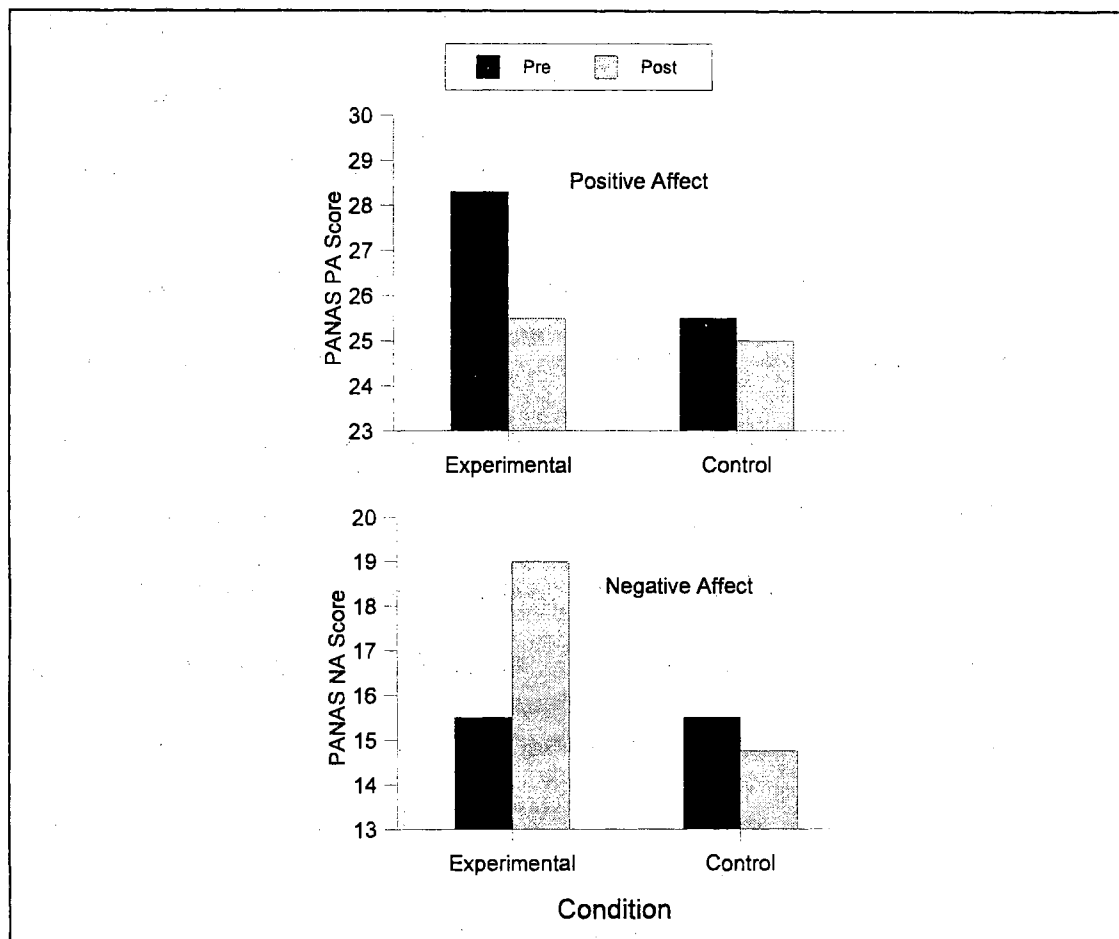 Pre Post
30
29
28
27
26
25
24
23
PANAS PA Score
Positive Affect
Experimental Control
20
19
18
17
16
15
14
13
PANAS NA Score
Negative Affect
Experimental Control
Condition